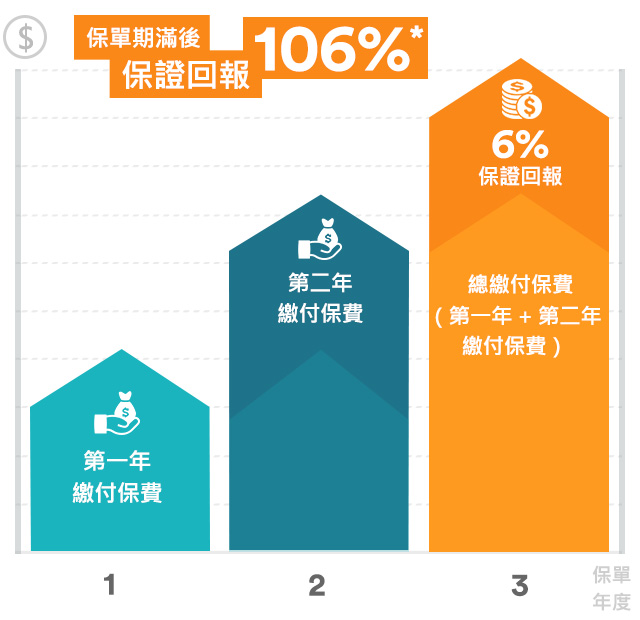 $
保單期滿後
保證回報
106%*
6%
保證回報
第二年
繳付保費
總繳付保費
( 第一年 + 第二年
繳付保費 )
第一年
繳付保費
1
2
3
保單
年度